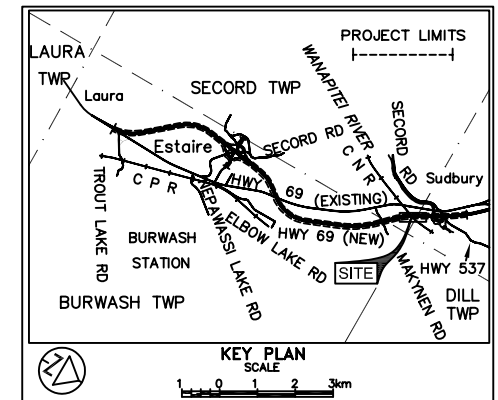 PROJECT LIMITS
LAURA
TWP
Laura
SECOND TWP
WANAPITEI RIVER
C N R
SECORD RD
Sudbury
Estaire
SECORD RD
C P R
HWY 69 (EXISTING)
TROUT LAKE RD
NEPAWASSI LAKE RD
ELBOW LAKE RD
HWY 69 (NEW)
BURWASH
STATION
SITE
MAKYNEN RD
HWY 537
DILL
TWP
BURWASH TWP
N
KEY PLAN
SCALE
1 0 1 2 3km